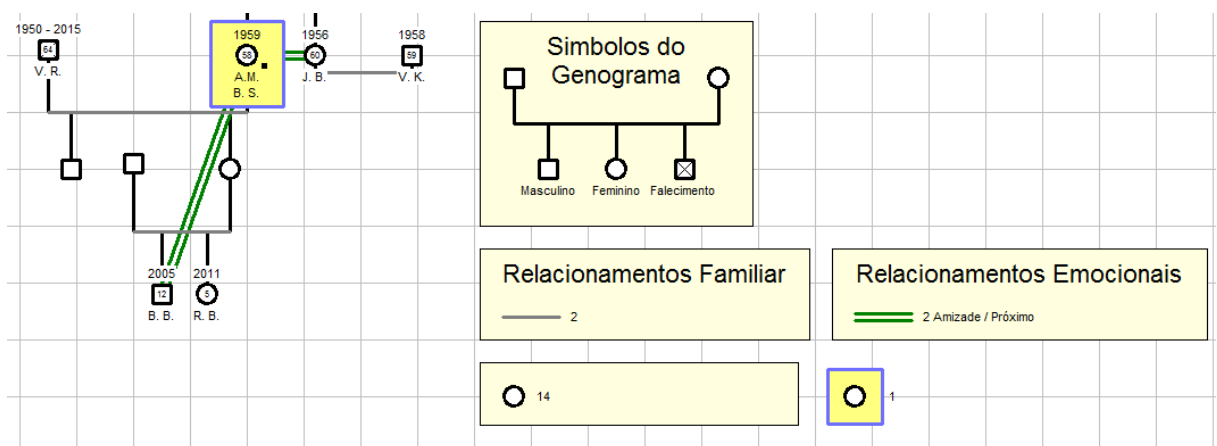 1950 - 2015
64
V. R.
1959
58
A.M.
B. S.
1956
60
J. B.
1958
59
V. K.
2005
12
B. B.
2011
5
R. B.
Simbolos do
Genograma
Masculino
Feminino
Falecimento
Relacionamentos Familiar
2
Relacionamentos Emocionais
2 Amizade / Próximo
14
1